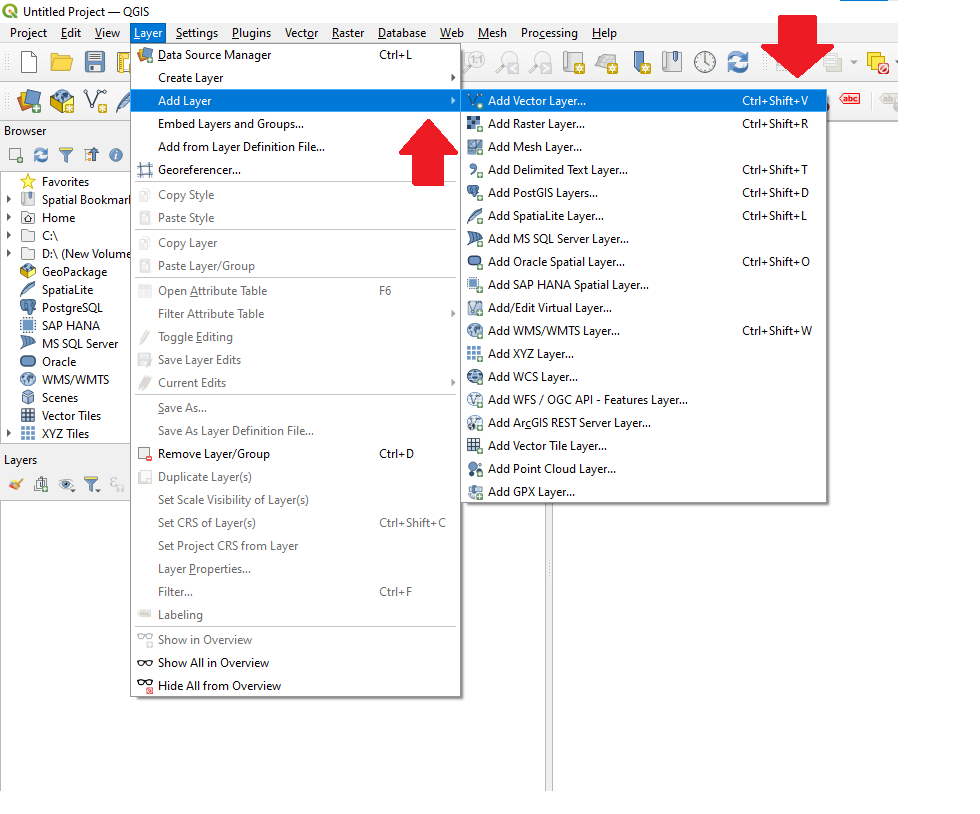 Untitled Project — QGIS
Project Edit View Layer Settings Plugins Vector Raster Database Web Mesh Processing Help
Data Source Manager Ctrl+L
Create Layer
Add Layer
Embed Layers and Groups...
Add from Layer Definition File...
Georeferencer...
Copy Style
Paste Style
Copy Layer
Paste Layer/Group
Open Attribute Table F6
Filter Attribute Table
Toggle Editing
Save Layer Edits
Current Edits
Save As...
Save As Layer Definition File...
Remove Layer/Group Ctrl+D
Duplicate Layer(s)
Set Scale Visibility of Layer(s)
Set CRS of Layer(s) Ctrl+Shift+C
Set Project CRS from Layer
Layer Properties...
Filter... Ctrl+F
Labeling
Show in Overview
Show All in Overview
Hide All from Overview
Add Vector Layer... Ctrl+Shift+V
Add Raster Layer... Ctrl+Shift+R
Add Mesh Layer...
Add Delimited Text Layer... Ctrl+Shift+T
Add PostGIS Layers... Ctrl+Shift+D
Add SpatiaLite Layer... Ctrl+Shift+L
Add MS SQL Server Layer...
Add Oracle Spatial Layer... Ctrl+Shift+O
Add SAP HANA Spatial Layer...
Add/Edit Virtual Layer...
Add WMS/WMTS Layer... Ctrl+Shift+W
Add XYZ Layer...
Add WCS Layer...
Add WFS / OGC API - Features Layer...
Add ArcGIS REST Server Layer...
Add Vector Tile Layer...
Add Point Cloud Layer...
Add GPX Layer...
1:1
abc
ab
Browser
Favorites
Spatial Bookmar
Home
C:\
D:\ (New Volume
GeoPackage
SpatiaLite
PostgreSQL
SAP HANA
MS SQL Server
Oracle
WMS/WMTS
Scenes
Vector Tiles
XYZ Tiles
Layers